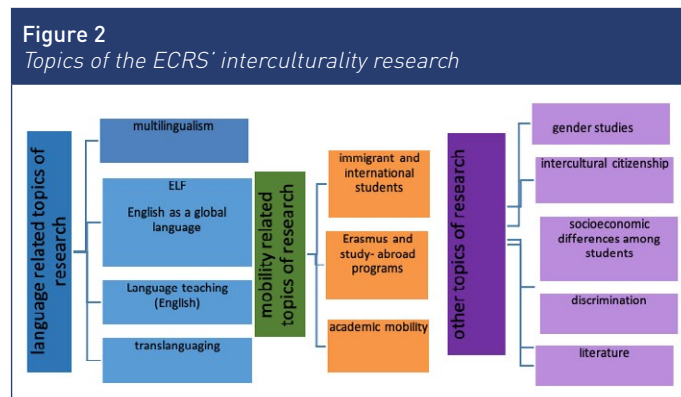 Figure 2
Topics of the ECRS' interculturality research
language related topics of
research
multilingualism
ELF
English as a global
language
Language teaching
(English)
translanguaging
mobility related
topics of research
immigrant and
international
students
Erasmus and
study- abroad
programs
academic mobility
other topics of research
gender studies
intercultural citizenship
socioeconomic
differences among
students
discrimination
literature